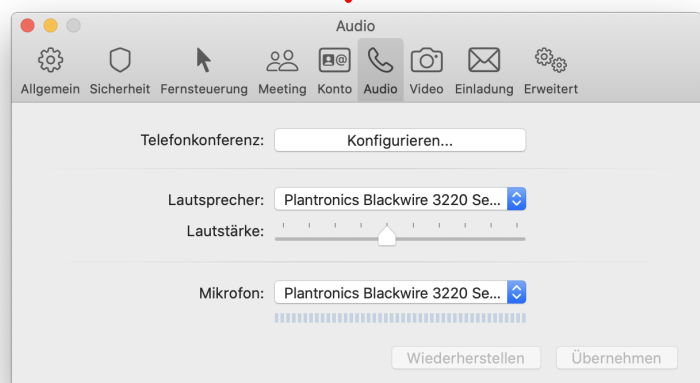 Audio
Allgemein Sicherheit Fernsteuerung Meeting Konto Audio Video Einladung Erweitert
Telefonkonferenz: Konfigurieren...
Lautsprecher: Plantronics Blackwire 3220 Se...
Lautstärke:
Mikrofon: Plantronics Blackwire 3220 Se...
Wiederherstellen Übernehmen